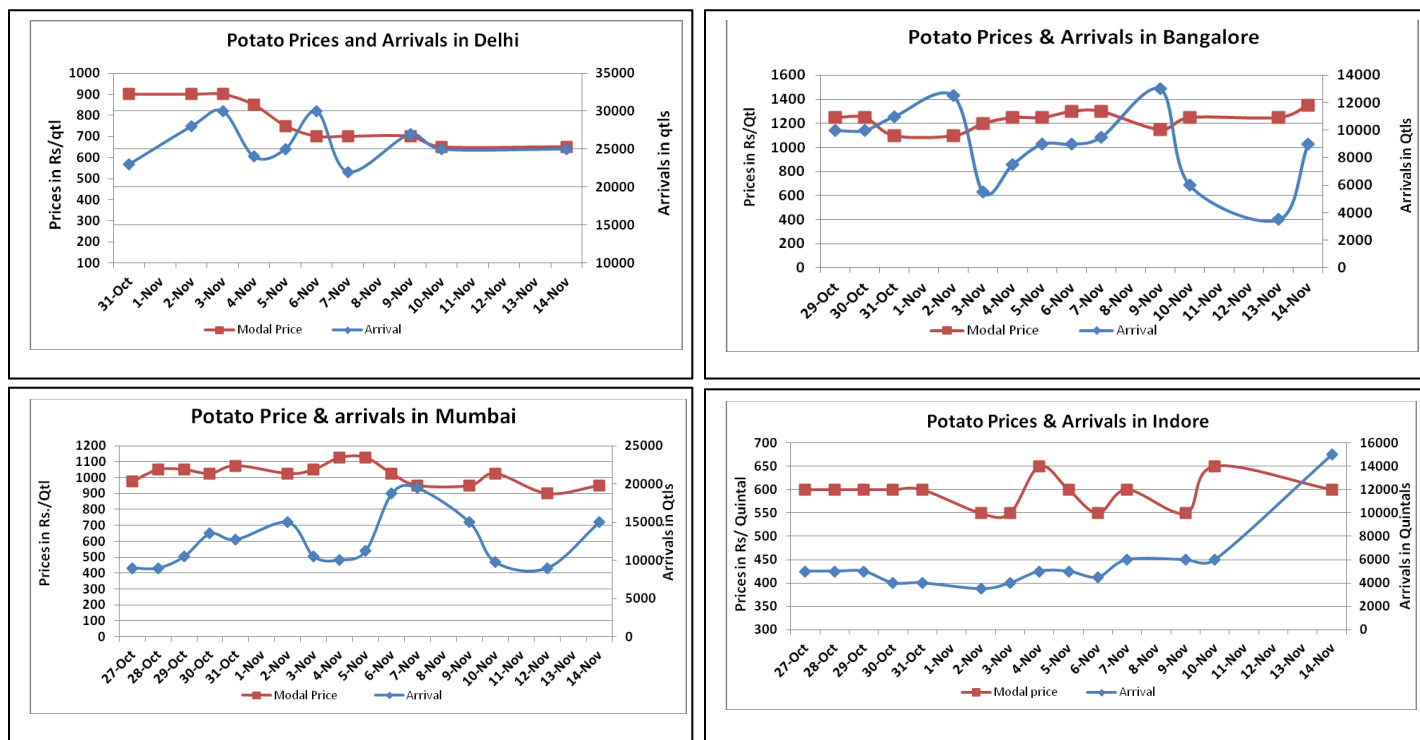 Potato Prices and Arrivals in Delhi
Prices in Rs/qtl
1000
900
800
700
600
500
400
300
200
100
35000
30000
25000
20000
15000
10000
Arrivals in qtls
31-Oct
1-Nov
2-Nov
3-Nov
4-Nov
5-Nov
6-Nov
7-Nov
8-Nov
9-Nov
10-Nov
11-Nov
12-Nov
13-Nov
14-Nov
Modal Price
Arrival
Potato Prices & Arrivals in Bangalore
Prices in Rs/Qtl
1600
1400
1200
1000
800
600
400
200
0
14000
12000
10000
8000
6000
4000
2000
0
Arrivals in Qtls
29-Oct
30-Oct
31-Oct
1-Nov
2-Nov
3-Nov
4-Nov
5-Nov
6-Nov
7-Nov
8-Nov
9-Nov
10-Nov
11-Nov
12-Nov
13-Nov
14-Nov
Modal Price
Arrival
Potato Price & arrivals in Mumbai
Prices in Rs./Qtl
1200
1100
1000
900
800
700
600
500
400
300
200
100
0
25000
20000
15000
10000
5000
0
Arrivals in Qtls
27-Oct
28-Oct
29-Oct
30-Oct
31-Oct
1-Nov
2-Nov
3-Nov
4-Nov
5-Nov
6-Nov
7-Nov
8-Nov
9-Nov
10-Nov
11-Nov
12-Nov
13-Nov
14-Nov
Modal Price
Arrival
Potato Prices & Arrivals in Indore
Prices in Rs/ Quintal
700
650
600
550
500
450
400
350
300
16000
14000
12000
10000
8000
6000
4000
2000
0
Arrivals in Quintals
27-Oct
28-Oct
29-Oct
30-Oct
31-Oct
1-Nov
2-Nov
3-Nov
4-Nov
5-Nov
6-Nov
7-Nov
8-Nov
9-Nov
10-Nov
11-Nov
12-Nov
13-Nov
14-Nov
Modal price
Arrival